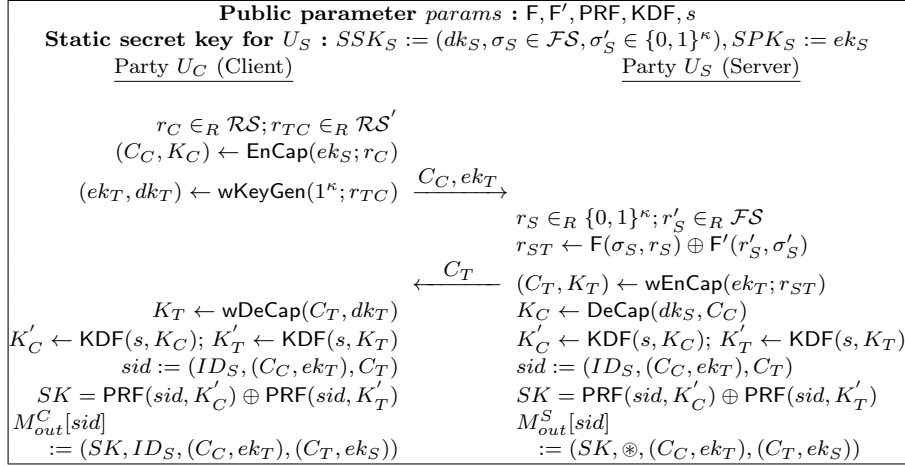 Public parameter params : F, F′, PRF, KDF, s
Static secret key for U_S : SSK_S := (dk_S, σ_S ∈ FS, σ′_S ∈ {0, 1}^κ), SPK_S := ek_S
Party U_C (Client) Party U_S (Server)
r_C ∈_R RS; r_TC ∈_R RS′
(C_C, K_C) ← EnCap(ek_S; r_C)
(ek_T, dk_T) ← wKeyGen(1^κ; r_TC) C_C, ek_T →
r_S ∈_R {0, 1}^κ; r′_S ∈_R FS
r_ST ← F(σ_S, r_S) ⊕ F′(r′_S, σ′_S)
← C_T (C_T, K_T) ← wEnCap(ek_T; r_ST)
K_T ← wDeCap(C_T, dk_T) K_C ← DeCap(dk_S, C_C)
K′_C ← KDF(s, K_C); K′_T ← KDF(s, K_T) K′_C ← KDF(s, K_C); K′_T ← KDF(s, K_T)
sid := (ID_S, (C_C, ek_T), C_T) sid := (ID_S, (C_C, ek_T), C_T)
SK = PRF(sid, K′_C) ⊕ PRF(sid, K′_T) SK = PRF(sid, K′_C) ⊕ PRF(sid, K′_T)
M^C_out[sid] M^S_out[sid]
:= (SK, ID_S, (C_C, ek_T), (C_T, ek_S)) := (SK, ⊛, (C_C, ek_T), (C_T, ek_S))